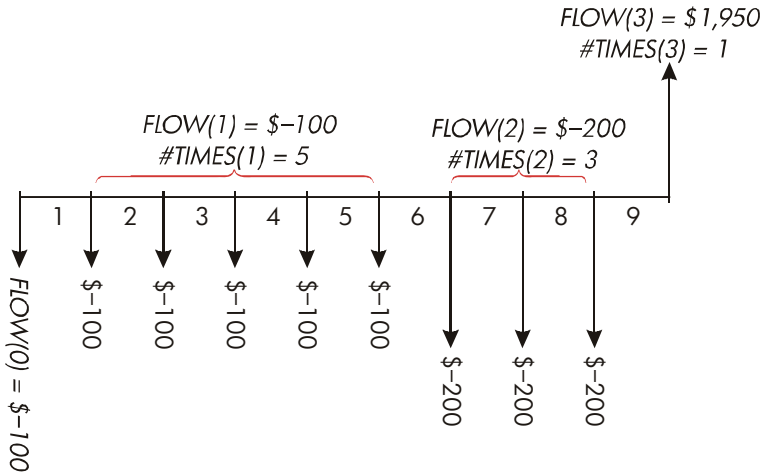 FLOW(3) = $1,950
#TIMES(3) = 1
FLOW(1) = $–100
#TIMES(1) = 5
FLOW(2) = $–200
#TIMES(2) = 3
1 2 3 4 5 6 7 8 9
FLOW(0) = $–100
$–100
$–100
$–100
$–100
$–100
$–200
$–200
$–200